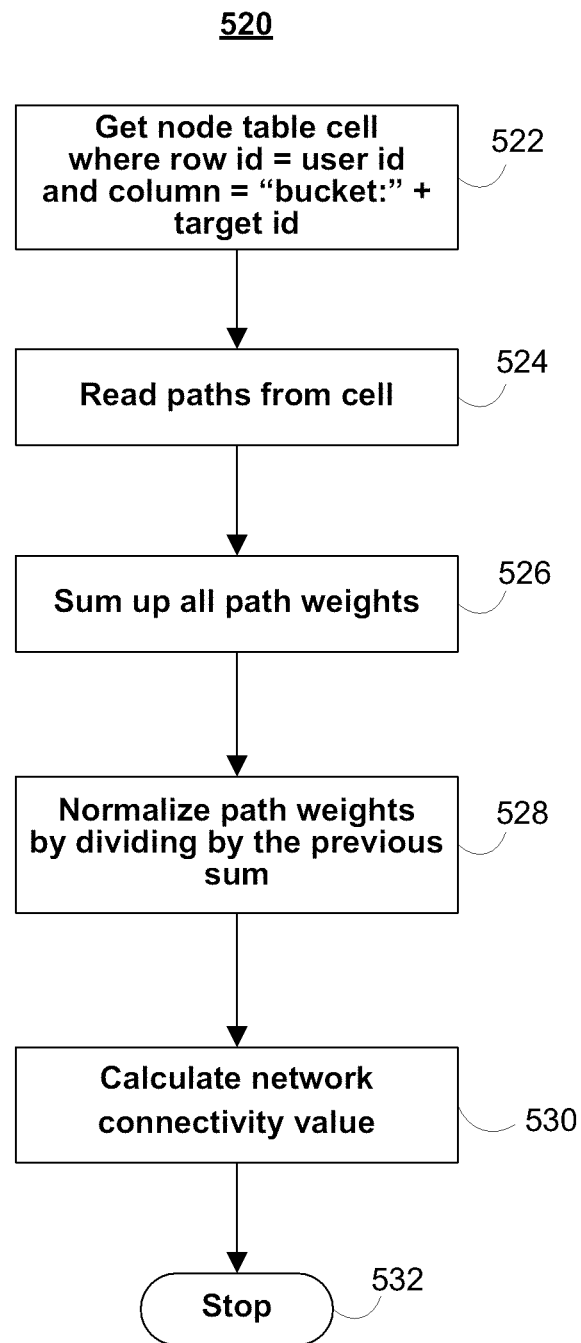 520
Get node table cell
where row id = user id
and column = “bucket:” +
target id
522
Read paths from cell
524
Sum up all path weights
526
Normalize path weights
by dividing by the previous
sum
528
Calculate network
connectivity value
530
Stop
532